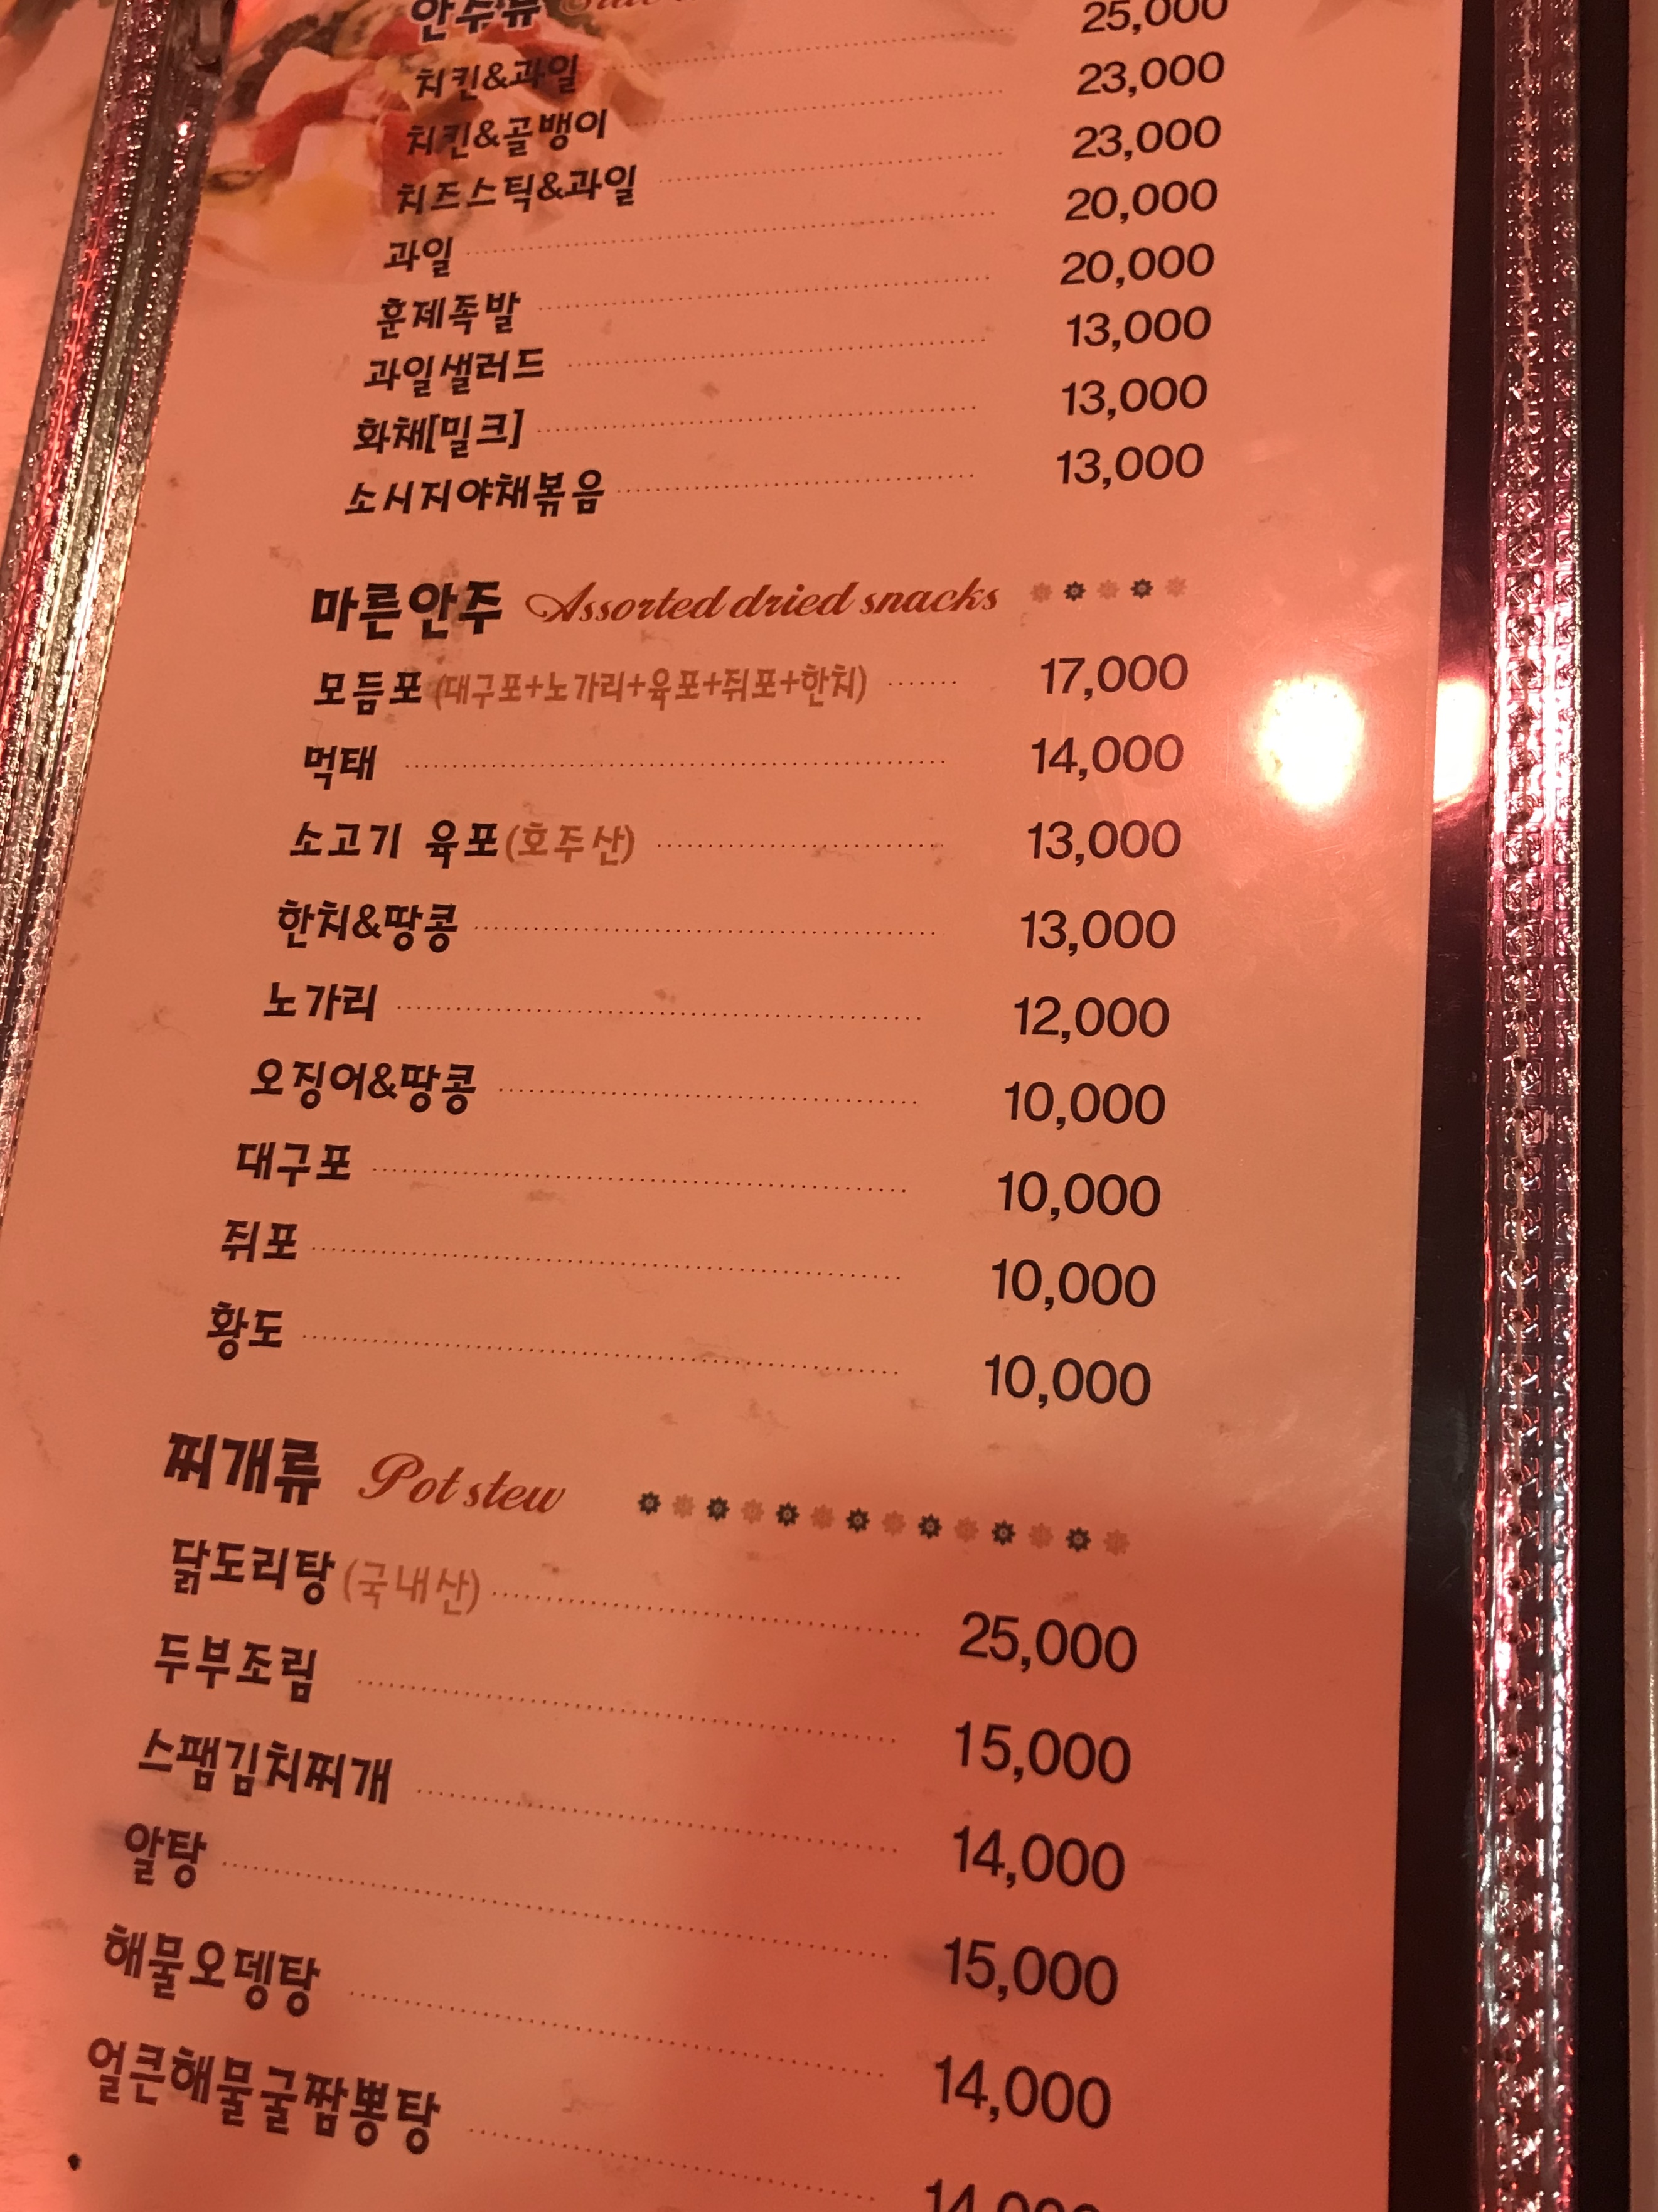 안주류
치킨&과일 25,000
치킨&골뱅이 23,000
치즈스틱&과일 23,000
과일 20,000
훈제족발 20,000
과일샐러드 13,000
화채[밀크] 13,000
소시지야채볶음 13,000
마른안주 Assorted dried snacks
모듬포 (대구포+노가리+육포+쥐포+한치) 17,000
먹태 14,000
소고기 육포(호주산) 13,000
한치&땅콩 13,000
노가리 12,000
오징어&땅콩 10,000
대구포 10,000
쥐포 10,000
황도 10,000
찌개류 Pot stew
닭도리탕(국내산) 25,000
두부조림 15,000
스팸김치찌개 14,000
알탕 15,000
해물오뎅탕 14,000
얼큰해물굴짬뽕탕 14,000